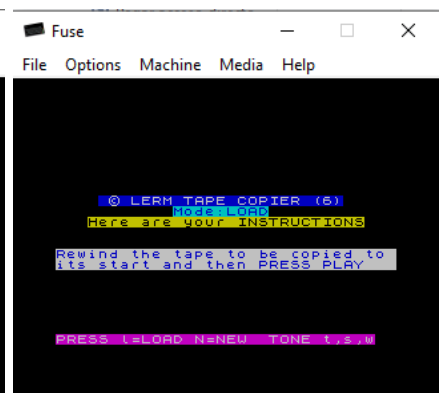 Fuse
File Options Machine Media Help
© LERM TAPE COPIER (6)
Mode:LOAD
Here are your INSTRUCTIONS
Rewind the tape to be copied to
its start and then PRESS PLAY
PRESS l=LOAD N=NEW TONE t,s,w